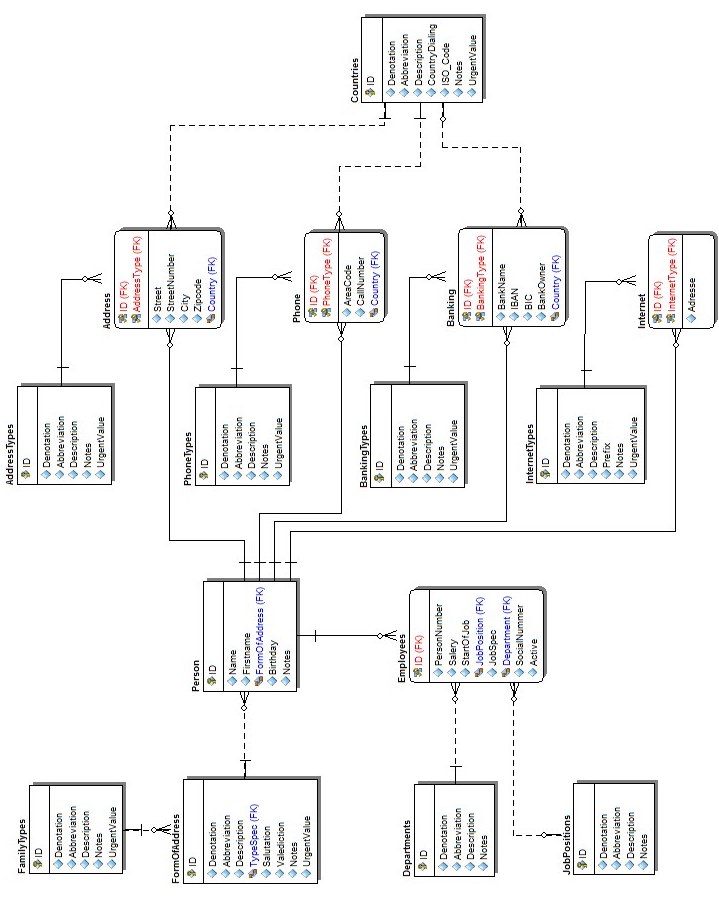 FamilyTypes
ID
Denotation
Abbreviation
Description
Notes
UrgentValue
FormOfAddress
ID
Denotation
Abbreviation
Description
TypeSpec (FK)
Salutation
Valediction
Notes
UrgentValue
Departments
ID
Denotation
Abbreviation
Description
Notes
JobPositions
ID
Denotation
Abbreviation
Description
Notes
Person
ID
Name
Firstname
FormOfAddress (FK)
Birthday
Notes
Employees
ID (FK)
PersonNumber
Salery
StartOfJob
JobPosition (FK)
JobSpec
Department (FK)
SocialNummer
Active
AddressTypes
ID
Denotation
Abbreviation
Description
Notes
UrgentValue
PhoneTypes
ID
Denotation
Abbreviation
Description
Notes
UrgentValue
BankingTypes
ID
Denotation
Abbreviation
Description
Notes
UrgentValue
InternetTypes
ID
Denotation
Abbreviation
Description
Prefix
Notes
UrgentValue
Address
ID (FK)
AddressType (FK)
Street
StreetNumber
City
Zipcode
Country (FK)
Phone
ID (FK)
PhoneType (FK)
AreaCode
CallNumber
Country (FK)
Banking
ID (FK)
BankingType (FK)
BankName
IBAN
BIC
BankOwner
Country (FK)
Internet
ID (FK)
InternetType (FK)
Adresse
Countries
ID
Denotation
Abbreviation
Description
CountryDialing
ISO_Code
Notes
UrgentValue